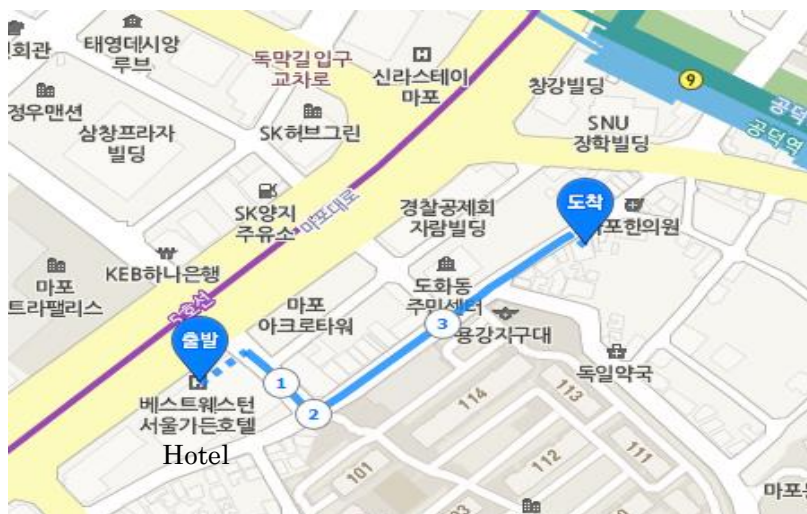 태영데시앙
루브
회관
독막길입구
교차로
신라스테이
마포
창강빌딩
9
공덕
공덕역
정우맨션
삼창프라자
빌딩
SK허브그린
SNU
장학빌딩
SK양지
주유소
마포대로
경찰공제회
자람빌딩
도착
마포한의원
KEB하나은행
마포
트라팰리스
5호선
마포
아크로타워
도화동
주민센터
3
용강지구대
출발
1
2
독일약국
베스트웨스턴
서울가든호텔
Hotel
101
114
113
112
111
110
103
마포